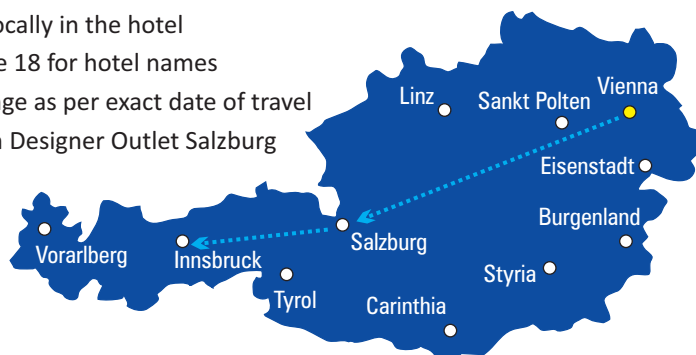 ocally in the hotel
e 18 for hotel names
nge as per exact date of travel
Designer Outlet Salzburg
Vienna
Linz
Sankt Polten
Eisenstadt
Burgenland
Salzburg
Vorarlberg
Innsbruck
Styria
Tyrol
Carinthia